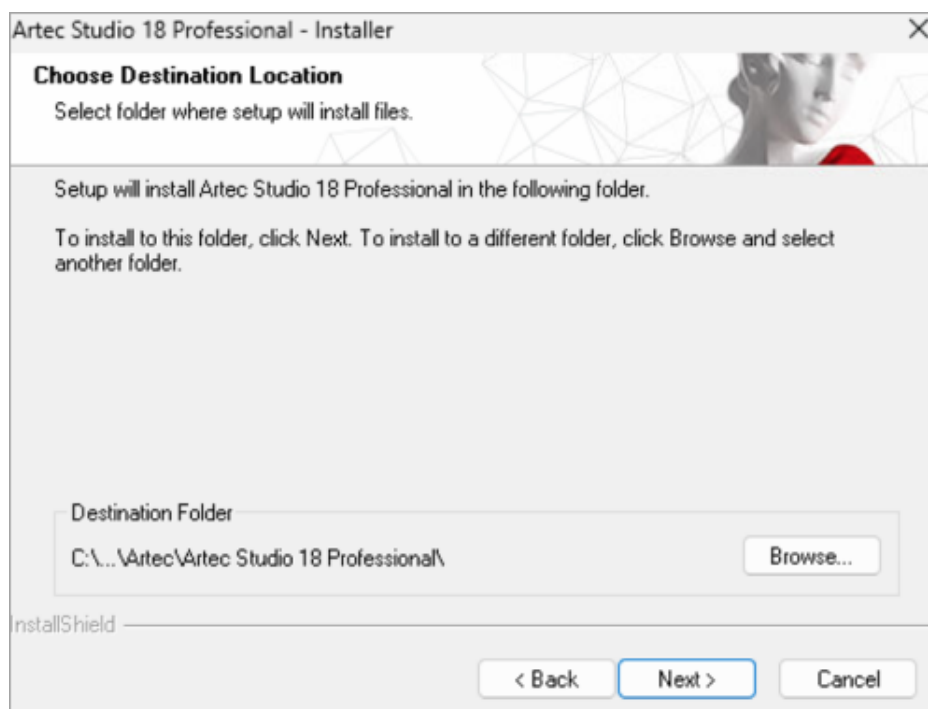 Artec Studio 18 Professional - Installer
Choose Destination Location
Select folder where setup will install files.
Setup will install Artec Studio 18 Professional in the following folder.
To install to this folder, click Next. To install to a different folder, click Browse and select
another folder.
Destination Folder
C:\...\Artec\Artec Studio 18 Professional\
Browse...
InstallShield
< Back
Next >
Cancel